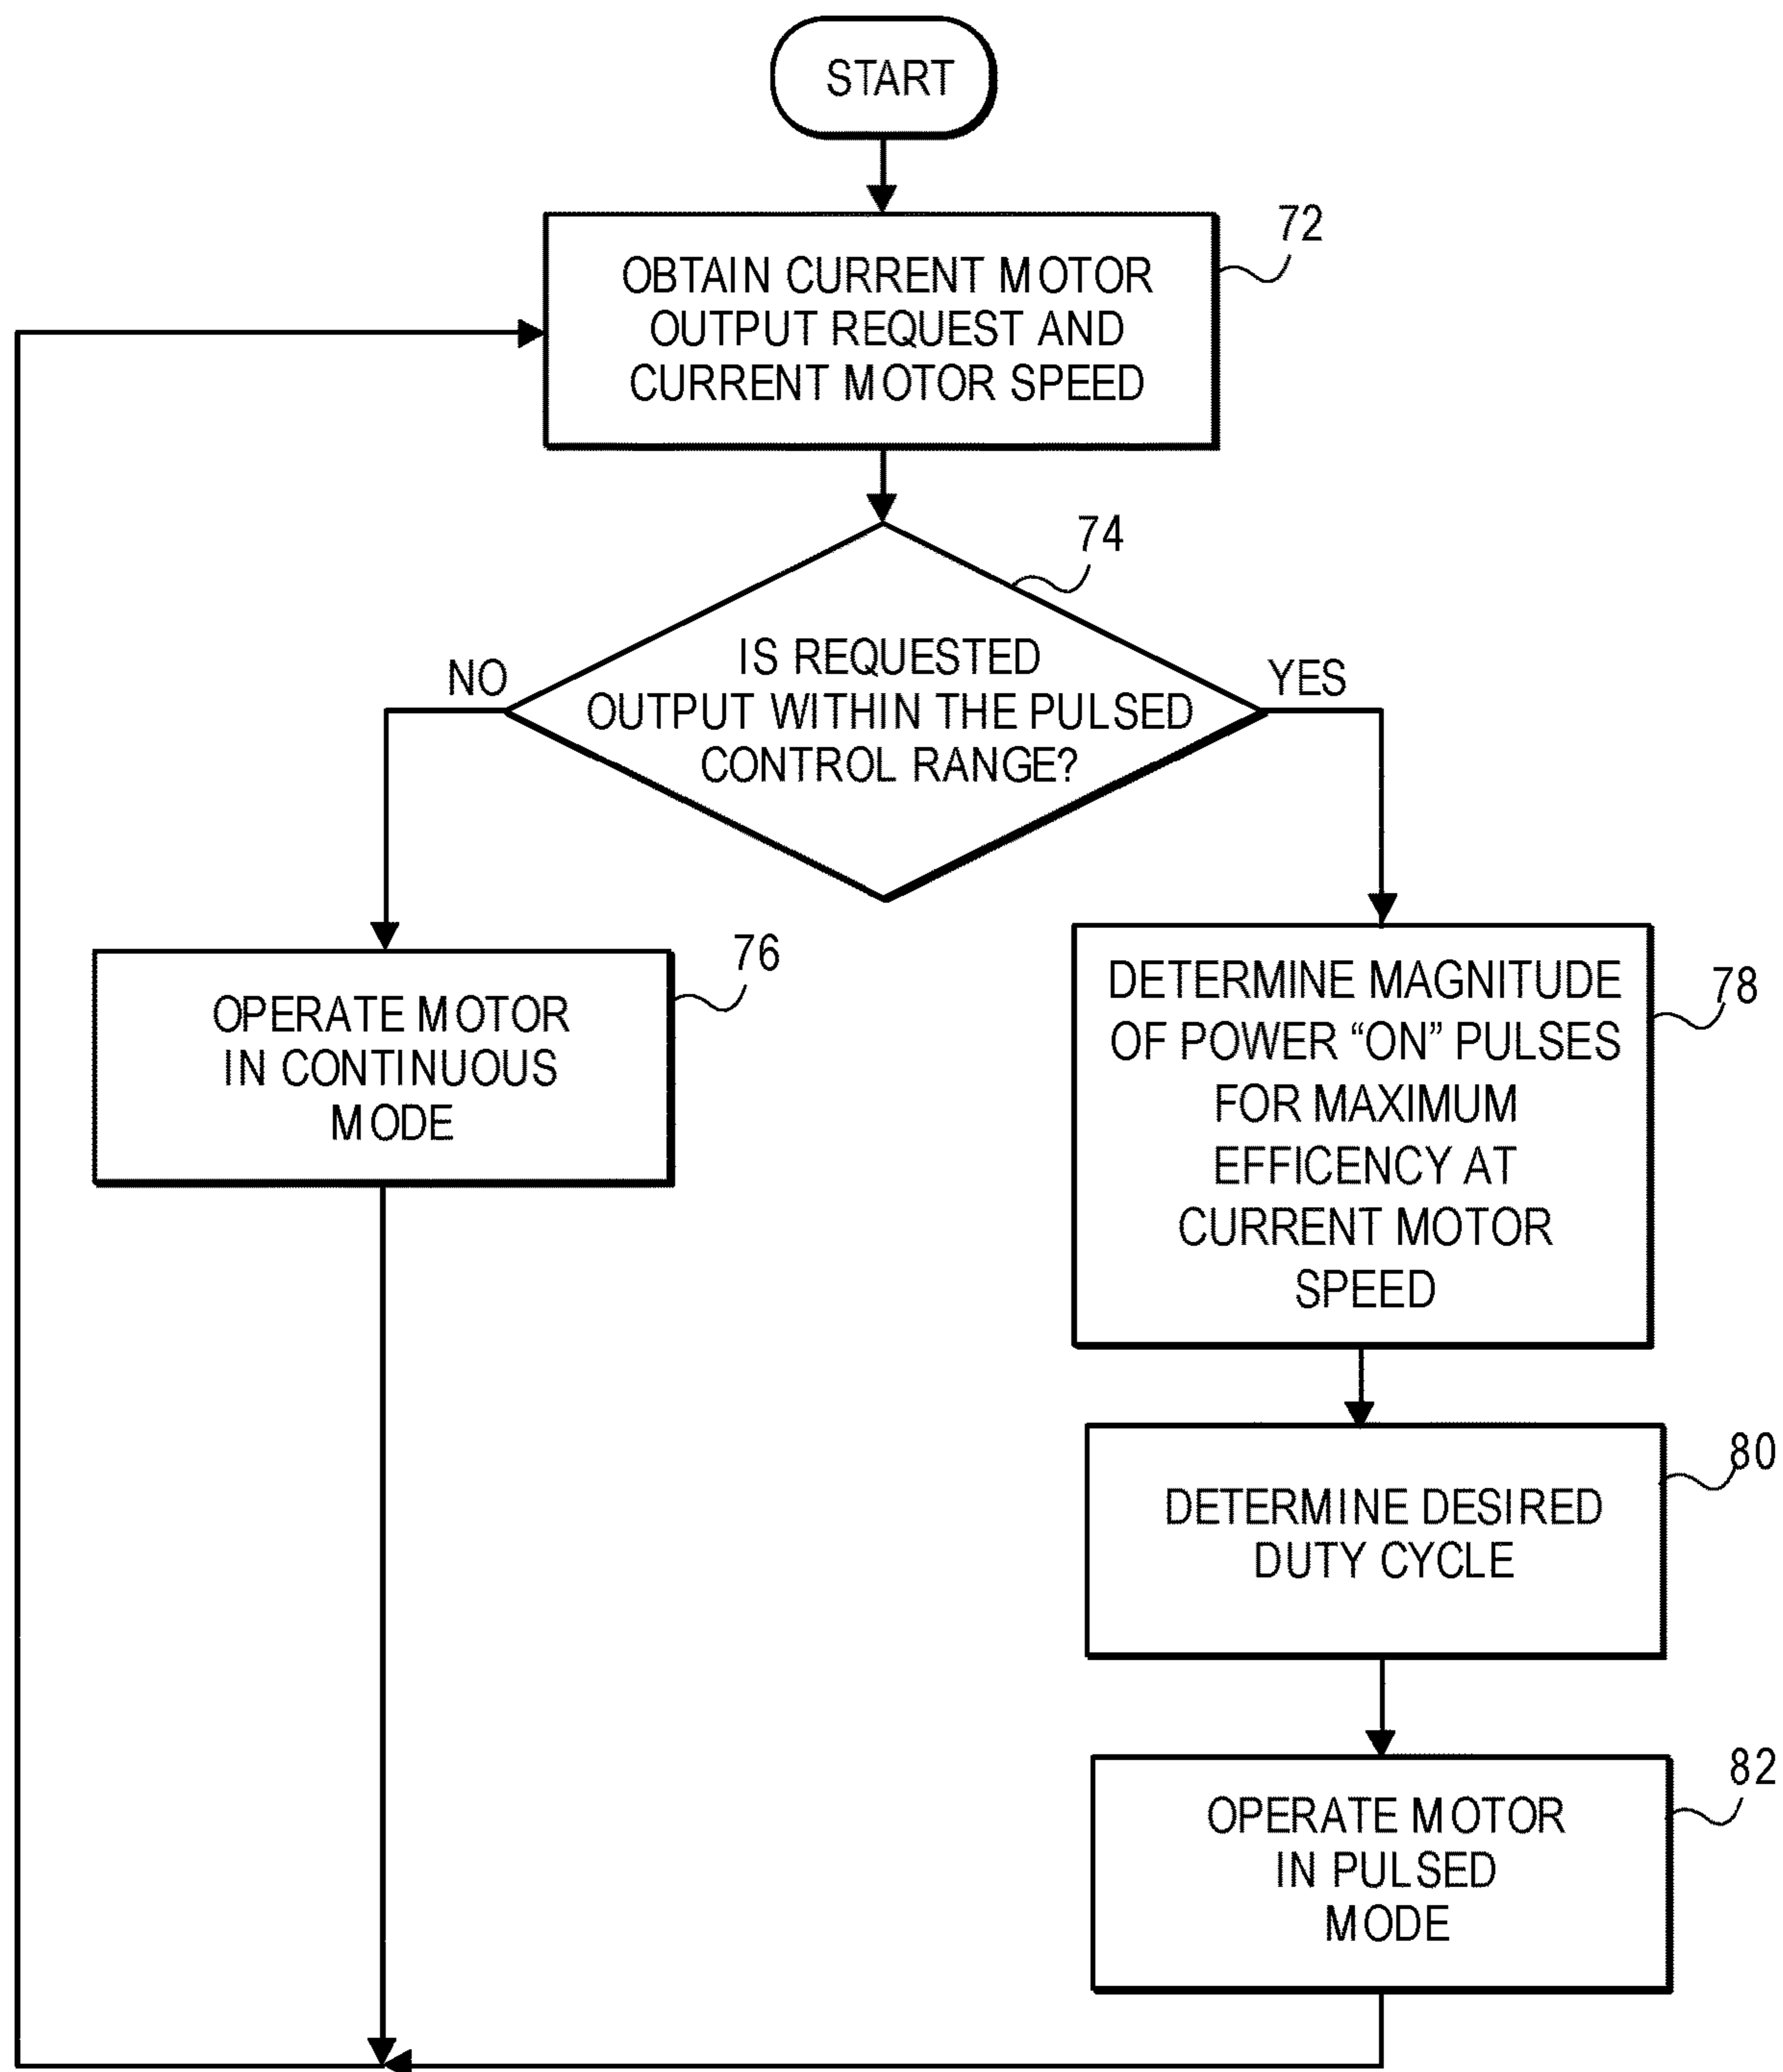 START
72
OBTAIN CURRENT MOTOR
OUTPUT REQUEST AND
CURRENT MOTOR SPEED
74
IS REQUESTED
OUTPUT WITHIN THE PULSED
CONTROL RANGE?
NO
YES
76
OPERATE MOTOR
IN CONTINUOUS
MODE
78
DETERMINE MAGNITUDE
OF POWER “ON” PULSES
FOR MAXIMUM
EFFICENCY AT
CURRENT MOTOR
SPEED
80
DETERMINE DESIRED
DUTY CYCLE
82
OPERATE MOTOR
IN PULSED
MODE